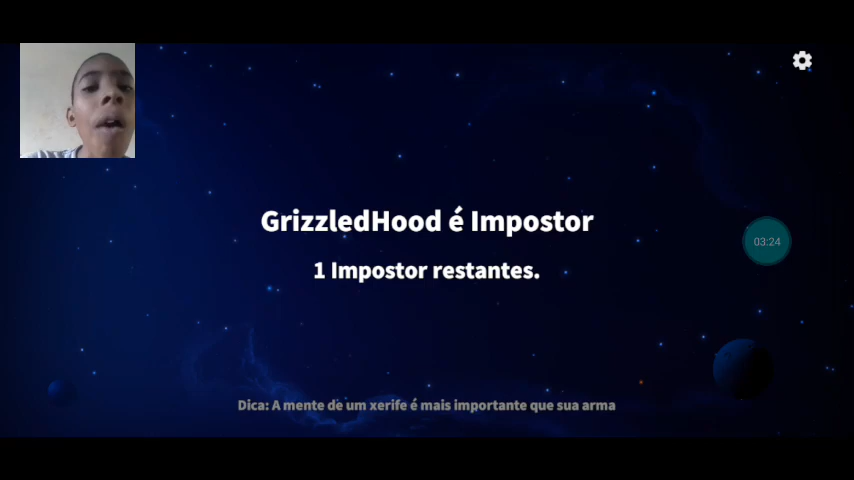 GrizzledHood é Impostor
03:24
1 Impostor restantes.
Dica: A mente de um xerife é mais importante que sua arma